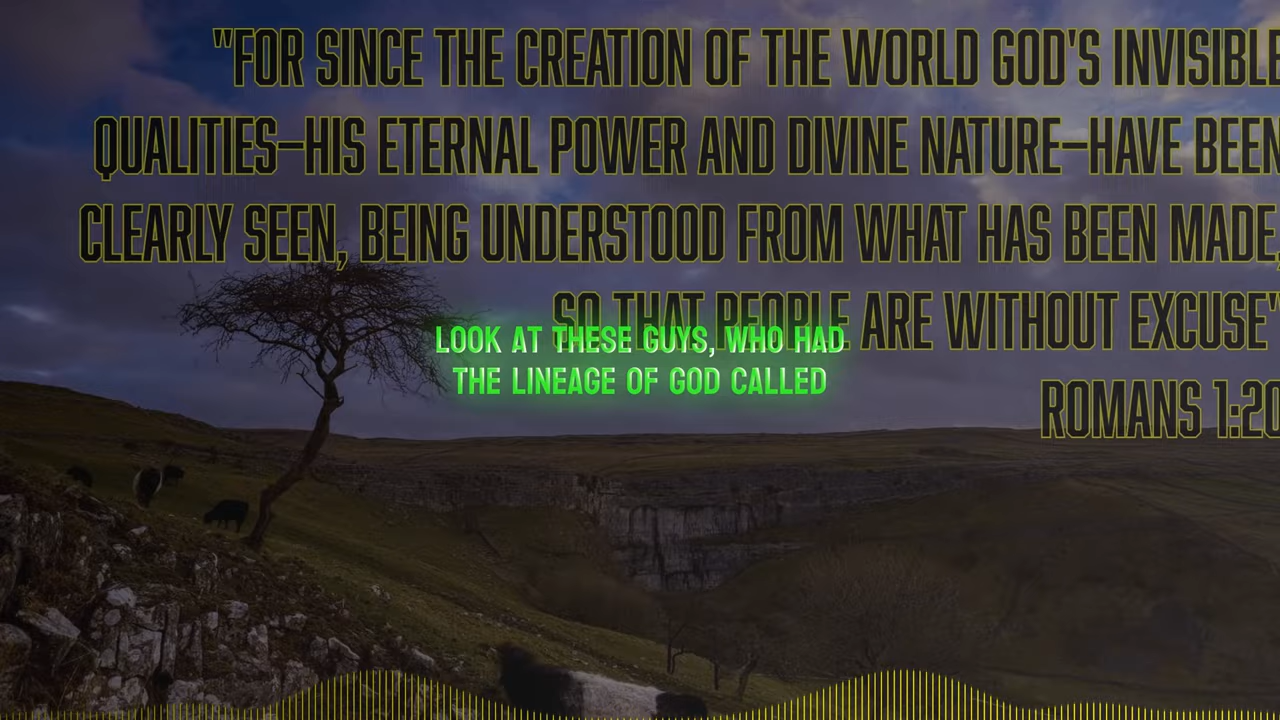 "FOR SINCE THE CREATION OF THE WORLD GOD'S INVISIBLE
QUALITIES—HIS ETERNAL POWER AND DIVINE NATURE—HAVE BEEN
CLEARLY SEEN, BEING UNDERSTOOD FROM WHAT HAS BEEN MADE,
SO THAT PEOPLE ARE WITHOUT EXCUSE"
ROMANS 1:20
LOOK AT THESE GUYS, WHO HAD
THE LINEAGE OF GOD CALLED